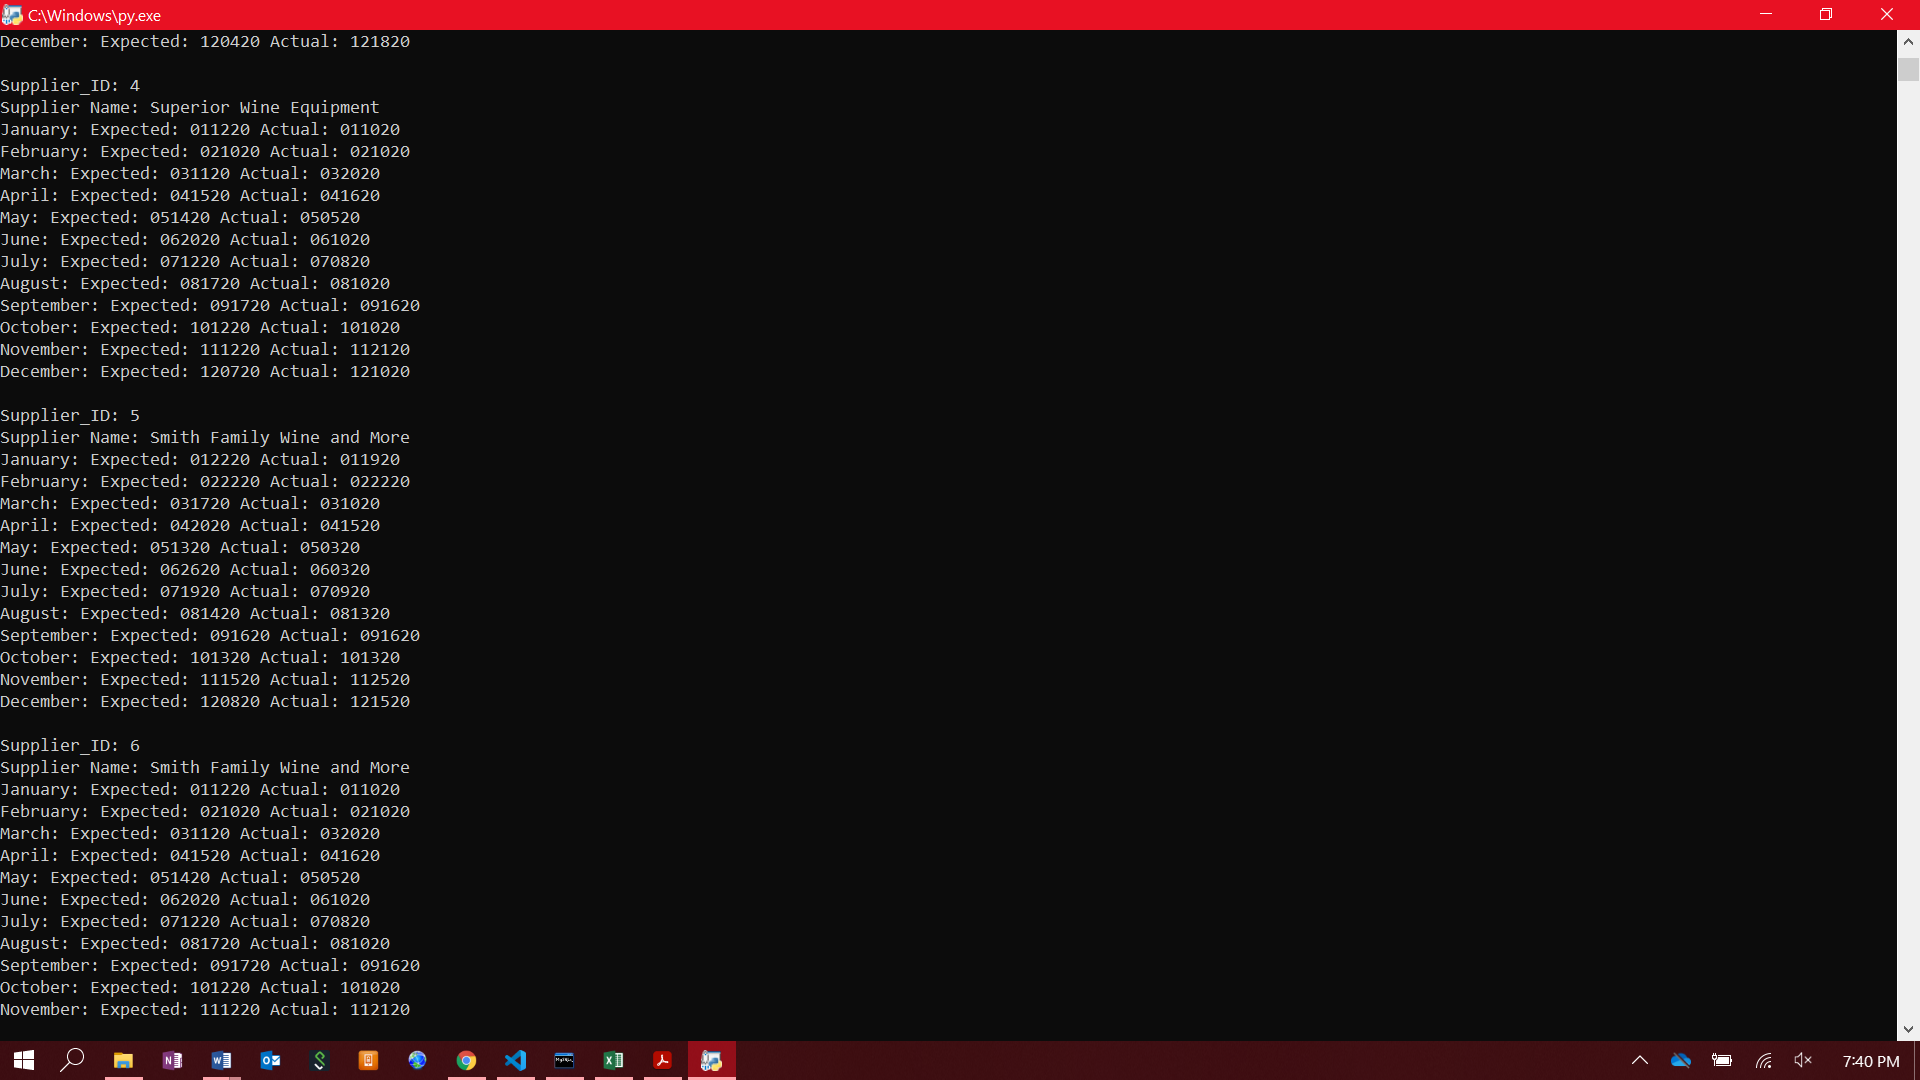 C:\Windows\py.exe
December: Expected: 120420 Actual: 121820
Supplier_ID: 4
Supplier Name: Superior Wine Equipment
January: Expected: 011220 Actual: 011020
February: Expected: 021020 Actual: 021020
March: Expected: 031120 Actual: 032020
April: Expected: 041520 Actual: 041620
May: Expected: 051420 Actual: 050520
June: Expected: 062020 Actual: 061020
July: Expected: 071220 Actual: 070820
August: Expected: 081720 Actual: 081020
September: Expected: 091720 Actual: 091620
October: Expected: 101220 Actual: 101020
November: Expected: 111220 Actual: 112120
December: Expected: 120720 Actual: 121020
Supplier_ID: 5
Supplier Name: Smith Family Wine and More
January: Expected: 012220 Actual: 011920
February: Expected: 022220 Actual: 022220
March: Expected: 031720 Actual: 031020
April: Expected: 042020 Actual: 041520
May: Expected: 051320 Actual: 050320
June: Expected: 062620 Actual: 060320
July: Expected: 071920 Actual: 070920
August: Expected: 081420 Actual: 081320
September: Expected: 091620 Actual: 091620
October: Expected: 101320 Actual: 101320
November: Expected: 111520 Actual: 112520
December: Expected: 120820 Actual: 121520
Supplier_ID: 6
Supplier Name: Smith Family Wine and More
January: Expected: 011220 Actual: 011020
February: Expected: 021020 Actual: 021020
March: Expected: 031120 Actual: 032020
April: Expected: 041520 Actual: 041620
May: Expected: 051420 Actual: 050520
June: Expected: 062020 Actual: 061020
July: Expected: 071220 Actual: 070820
August: Expected: 081720 Actual: 081020
September: Expected: 091720 Actual: 091620
October: Expected: 101220 Actual: 101020
November: Expected: 111220 Actual: 112120
7:40 PM